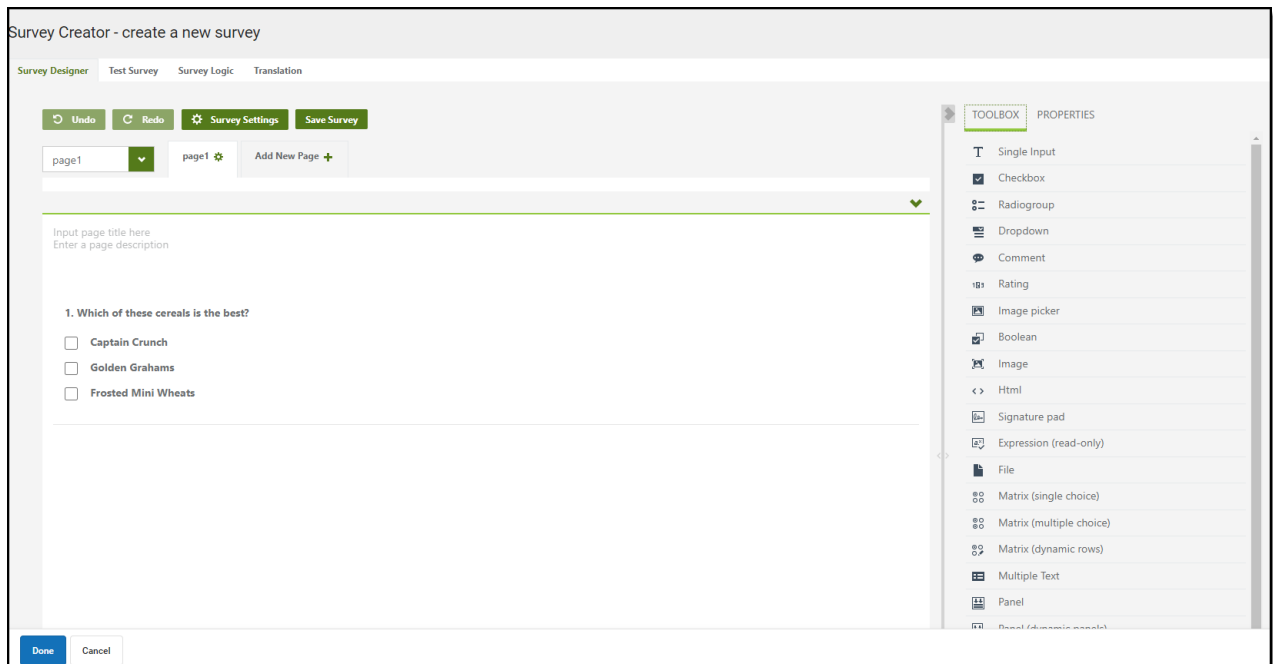 Survey Creator - create a new survey
Survey Designer Test Survey Survey Logic Translation
Undo Redo Survey Settings Save Survey
page1 page1 Add New Page
Input page title here
Enter a page description
1. Which of these cereals is the best?
Captain Crunch
Golden Grahams
Frosted Mini Wheats
TOOLBOX PROPERTIES
Single Input
Checkbox
Radiogroup
Dropdown
Comment
Rating
Image picker
Boolean
Image
Html
Signature pad
Expression (read-only)
File
Matrix (single choice)
Matrix (multiple choice)
Matrix (dynamic rows)
Multiple Text
Panel
Panel (dynamic panels)
Done Cancel